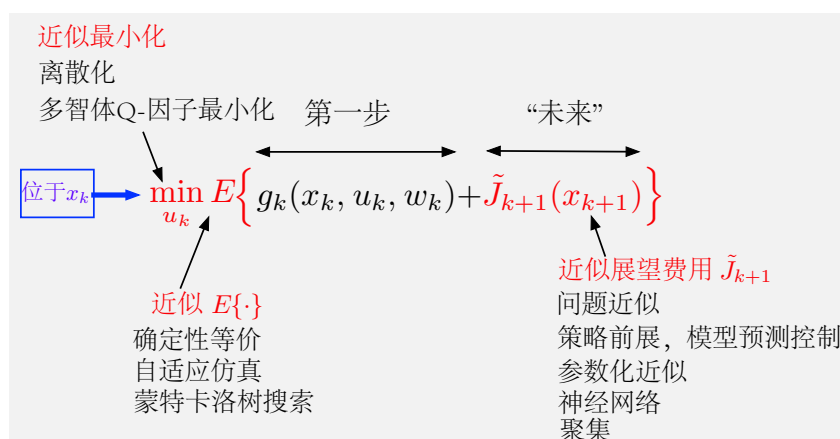 近似最小化
离散化
多智体Q-因子最小化
第一步
“未来”
位于x_k
min_{u_k} E{g_k(x_k, u_k, w_k)+J̃_{k+1}(x_{k+1})}
近似 E{·}
确定性等价
自适应仿真
蒙特卡洛树搜索
近似展望费用 J̃_{k+1}
问题近似
策略前展，模型预测控制
参数化近似
神经网络
聚集